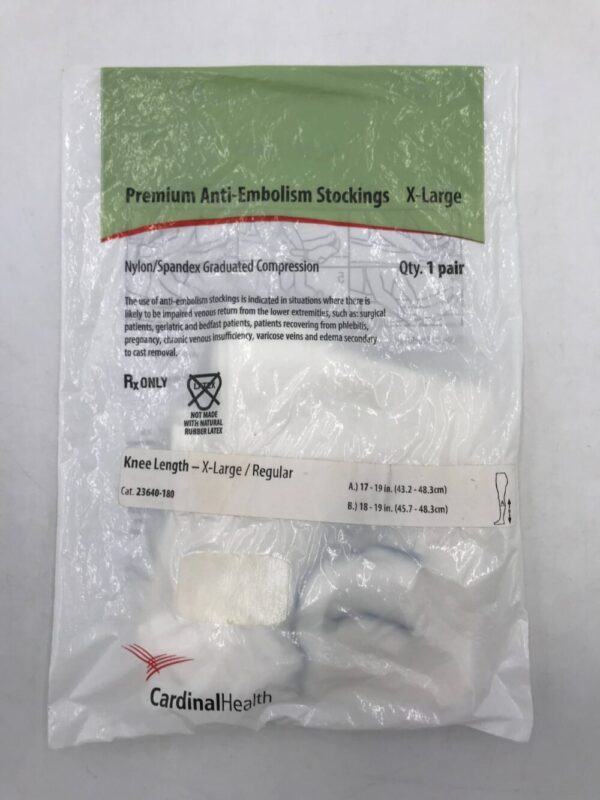 Premium Anti-Embolism Stockings X-Large
Nylon/Spandex Graduated Compression Qty. 1 pair
The use of anti-embolism stockings is indicated in situations where there is
likely to be impaired venous return from the lower extremities, such as: surgical
patients, geriatric and bedfast patients, patients recovering from phlebitis,
pregnancy, chronic venous insufficiency, varicose veins and edema secondary
to cast removal.
Rx ONLY
LATEX
NOT MADE
WITH NATURAL
RUBBER LATEX
Knee Length – X-Large / Regular
Cat. 23640-180
A.) 17 - 19 in. (43.2 - 48.3cm)
B.) 18 - 19 in. (45.7 - 48.3cm)
CardinalHealth